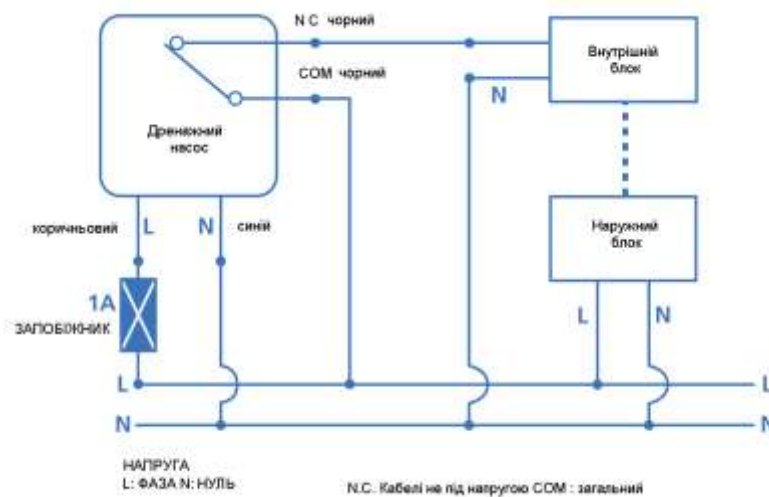 N C чорний
COM чорний
Внутрішній
блок
N
Дренажний
насос
коричньовий
L
N
синій
Наружний
блок
1A
ЗАПОБІЖНИК
L
N
L
L
N
N
НАПРУГА
L: ФАЗА N: НУЛЬ
N.C. Кабелі не під напругою COM : загальний